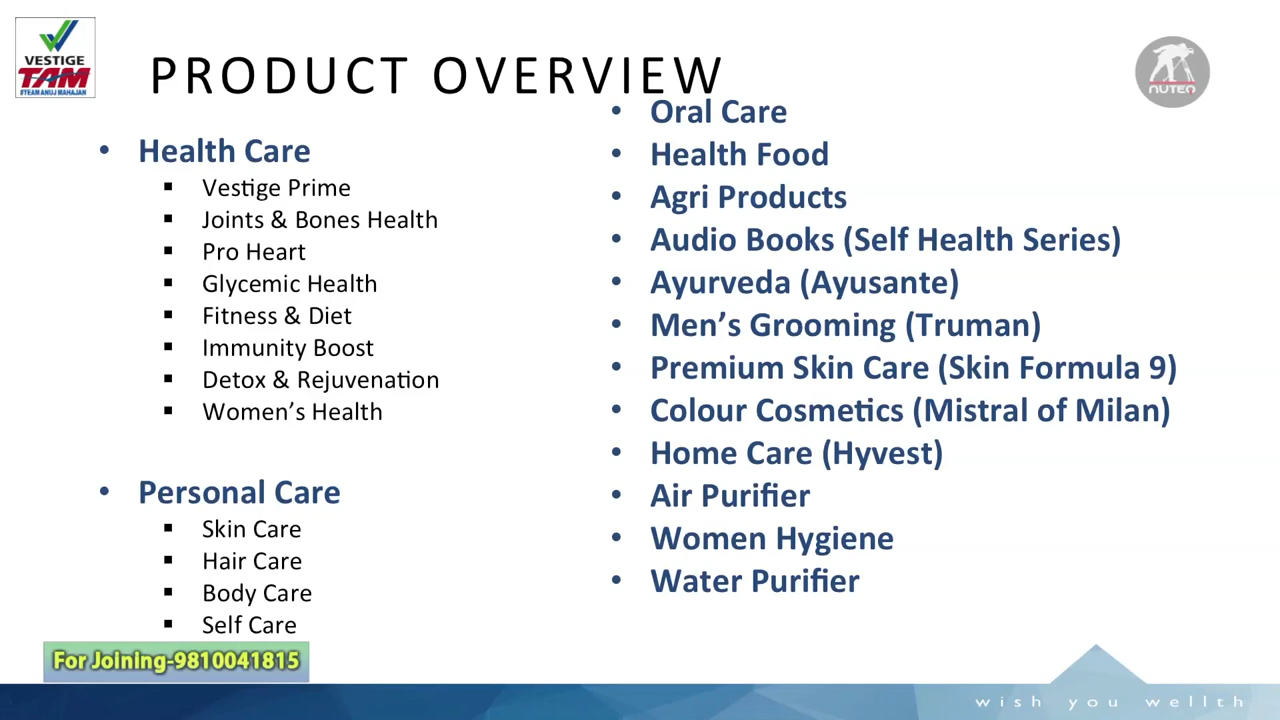 VESTIGE
TAM
#TEAM ANUJ MAHAJAN
PRODUCT OVERVIEW
NUTEQ
• Health Care
▪ Vestige Prime
▪ Joints & Bones Health
▪ Pro Heart
▪ Glycemic Health
▪ Fitness & Diet
▪ Immunity Boost
▪ Detox & Rejuvenation
▪ Women’s Health
• Personal Care
▪ Skin Care
▪ Hair Care
▪ Body Care
▪ Self Care
• Oral Care
• Health Food
• Agri Products
• Audio Books (Self Health Series)
• Ayurveda (Ayusante)
• Men’s Grooming (Truman)
• Premium Skin Care (Skin Formula 9)
• Colour Cosmetics (Mistral of Milan)
• Home Care (Hyvest)
• Air Purifier
• Women Hygiene
• Water Purifier
For Joining-9810041815
wish you wellth